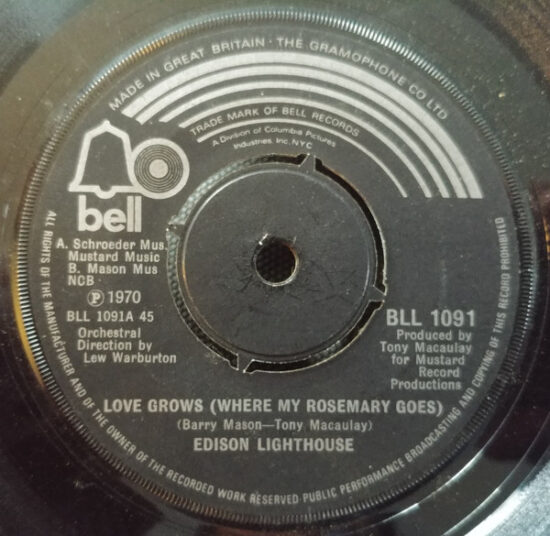 MADE IN GREAT BRITAIN · THE GRAMOPHONE CO LTD
TRADE MARK OF BELL RECORDS
A Division of Columbia Pictures
Industries, Inc, NYC
bell
A. Schroeder Mus.
Mustard Music
B. Mason Mus
NCB
Ⓟ 1970
BLL 1091A 45
Orchestral
Direction by
Lew Warburton
BLL 1091
Produced by
Tony Macaulay
for Mustard
Record
Productions
LOVE GROWS (WHERE MY ROSEMARY GOES)
(Barry Mason—Tony Macaulay)
EDISON LIGHTHOUSE
ALL RIGHTS OF THE MANUFACTURER AND OF THE OWNER OF THE RECORDED WORK RESERVED PUBLIC PERFORMANCE BROADCASTING AND COPYING OF THIS RECORD PROHIBITED